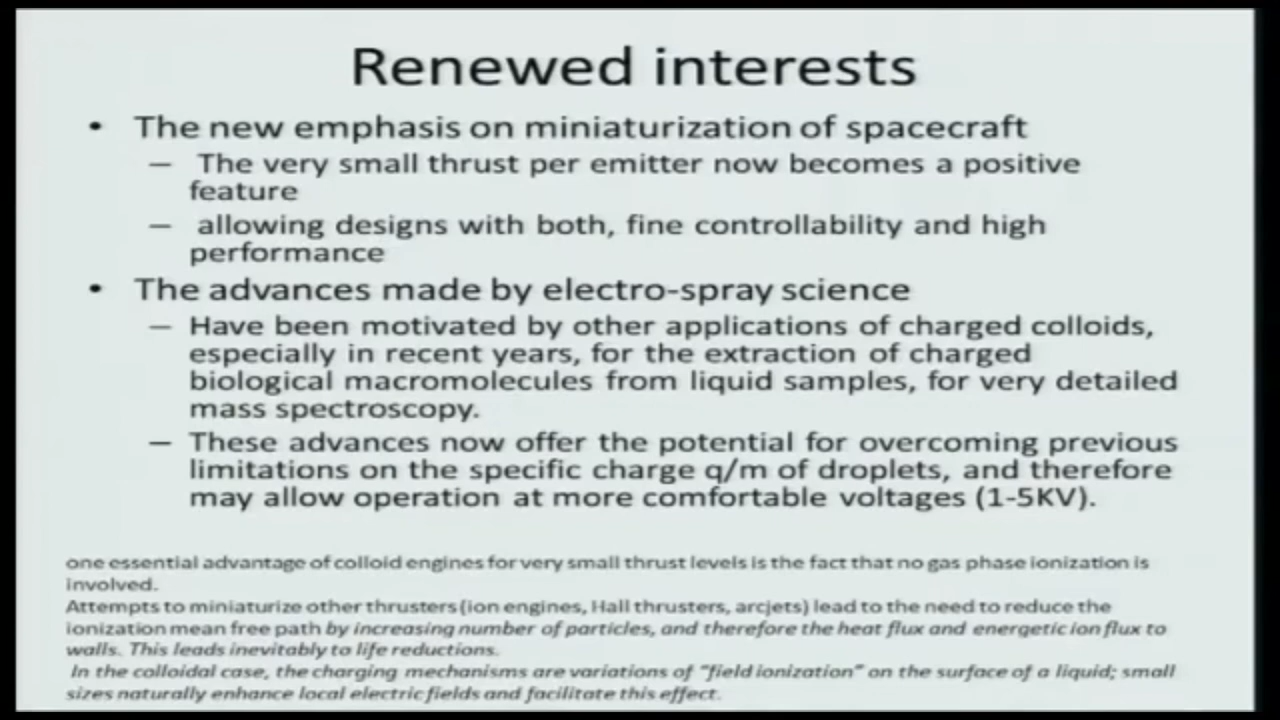 Renewed interests
• The new emphasis on miniaturization of spacecraft
– The very small thrust per emitter now becomes a positive
feature
– allowing designs with both, fine controllability and high
performance
• The advances made by electro-spray science
– Have been motivated by other applications of charged colloids,
especially in recent years, for the extraction of charged
biological macromolecules from liquid samples, for very detailed
mass spectroscopy.
– These advances now offer the potential for overcoming previous
limitations on the specific charge q/m of droplets, and therefore
may allow operation at more comfortable voltages (1-5KV).
one essential advantage of colloid engines for very small thrust levels is the fact that no gas phase ionization is
involved.
Attempts to miniaturize other thrusters (ion engines, Hall thrusters, arcjets) lead to the need to reduce the
ionization mean free path by increasing number of particles, and therefore the heat flux and energetic ion flux to
walls. This leads inevitably to life reductions.
In the colloidal case, the charging mechanisms are variations of "field ionization" on the surface of a liquid; small
sizes naturally enhance local electric fields and facilitate this effect.